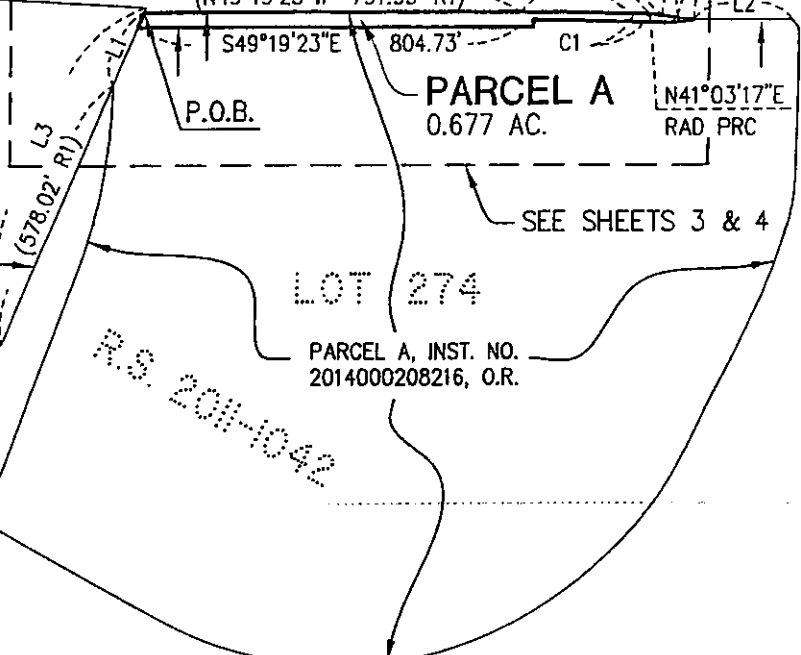 L2
L1
S49°19'23"E 804.73'
C1
PARCEL A
0.677 AC.
N41°03'17"E
RAD PRC
P.O.B.
L3
(578.02' R1)
SEE SHEETS 3 & 4
LOT 274
PARCEL A, INST. NO.
2014000208216, O.R.
R.S. 2011-1042